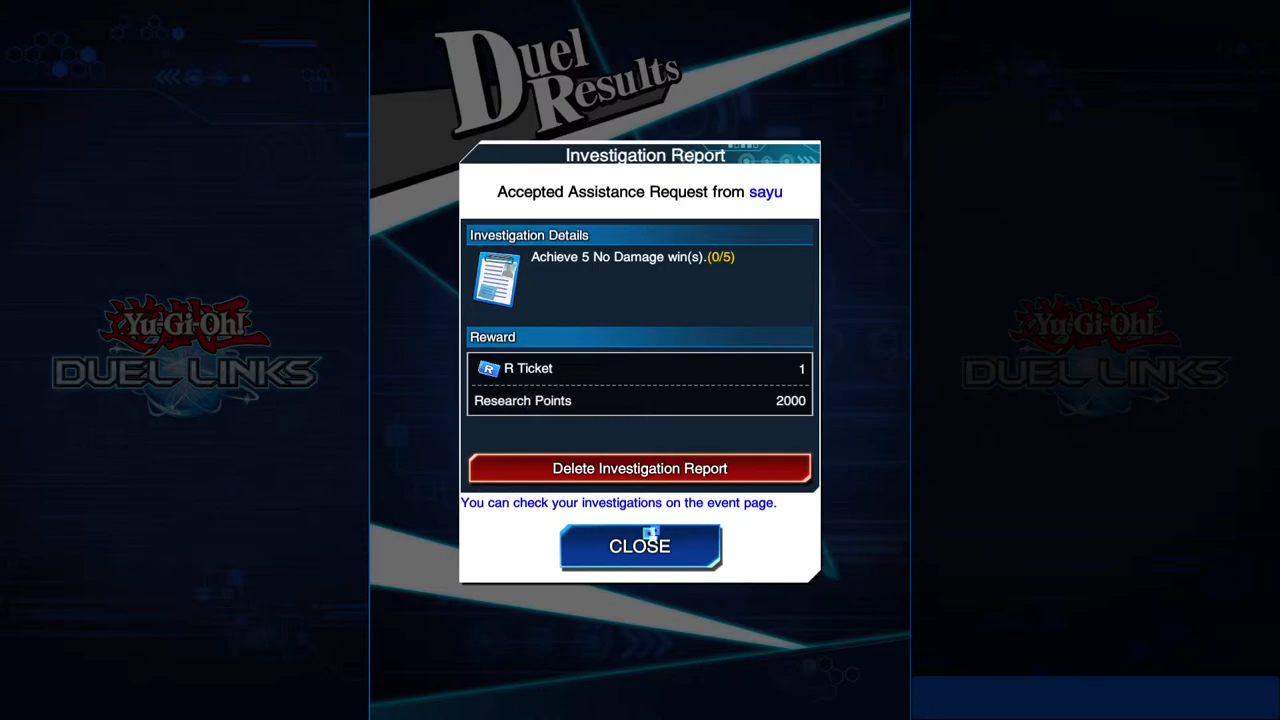 Duel
Results
Investigation Report
Accepted Assistance Request from sayu
Investigation Details
Achieve 5 No Damage win(s).(0/5)
Reward
R R Ticket 1
Research Points 2000
Delete Investigation Report
You can check your investigations on the event page.
CLOSE
Yu-Gi-Oh!
DUEL LINKS
Yu-Gi-Oh!
DUEL LINKS